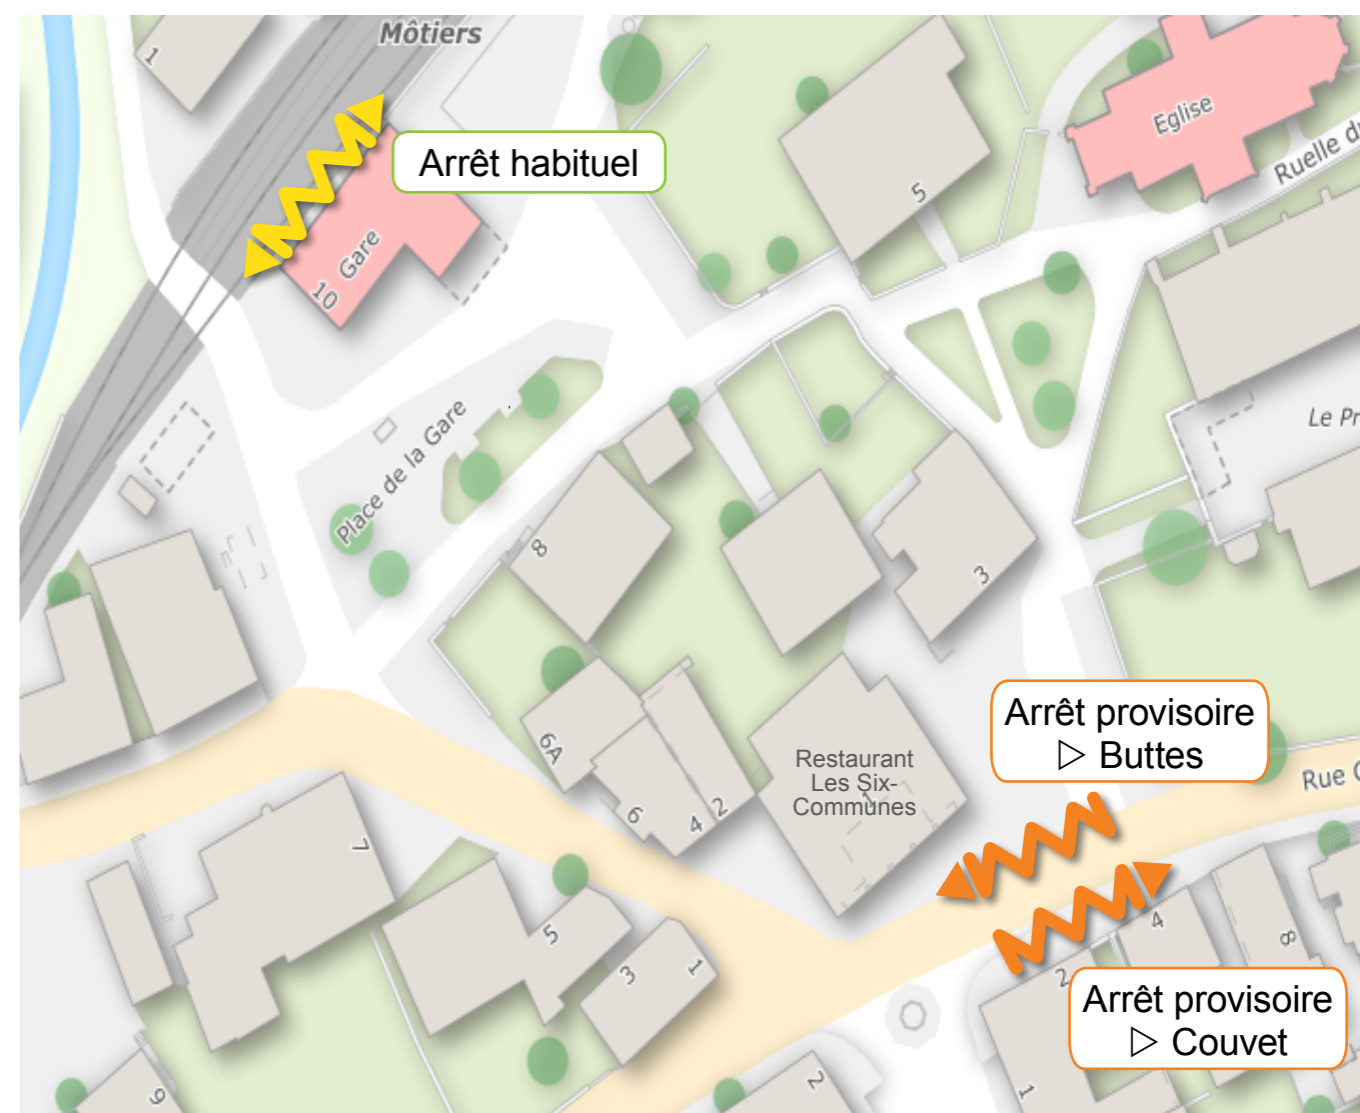 Môtiers
1
Arrêt habituel
Eglise
5
Ruelle d
Gare
10
Place de la Gare
Le Pr
8
3
Arrêt provisoire
▷ Buttes
6A
Restaurant
Les Six-
Communes
1
Rue
6
4
2
7
5
3
1
4
8
2
Arrêt provisoire
▷ Couvet
9
2
1